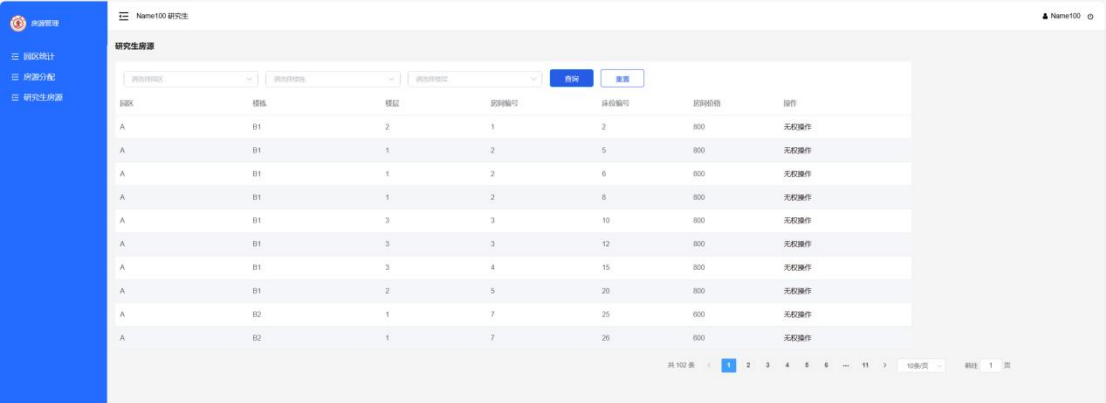 房源管理
园区统计
房源分配
研究生房源
Name100 研究生
Name100
研究生房源
请选择园区 请选择楼栋 请选择楼层 查询 重置
园区 楼栋 楼层 房间编号 床位编号 房间价格 操作
A B1 2 1 2 800 无权操作
A B1 1 2 5 800 无权操作
A B1 1 2 6 800 无权操作
A B1 1 2 8 800 无权操作
A B1 3 3 10 800 无权操作
A B1 3 3 12 800 无权操作
A B1 3 4 15 800 无权操作
A B1 2 5 20 800 无权操作
A B2 1 7 25 600 无权操作
A B2 1 7 26 600 无权操作
共 102 条 < 1 2 3 4 5 6 ··· 11 > 10条/页 前往 1 页